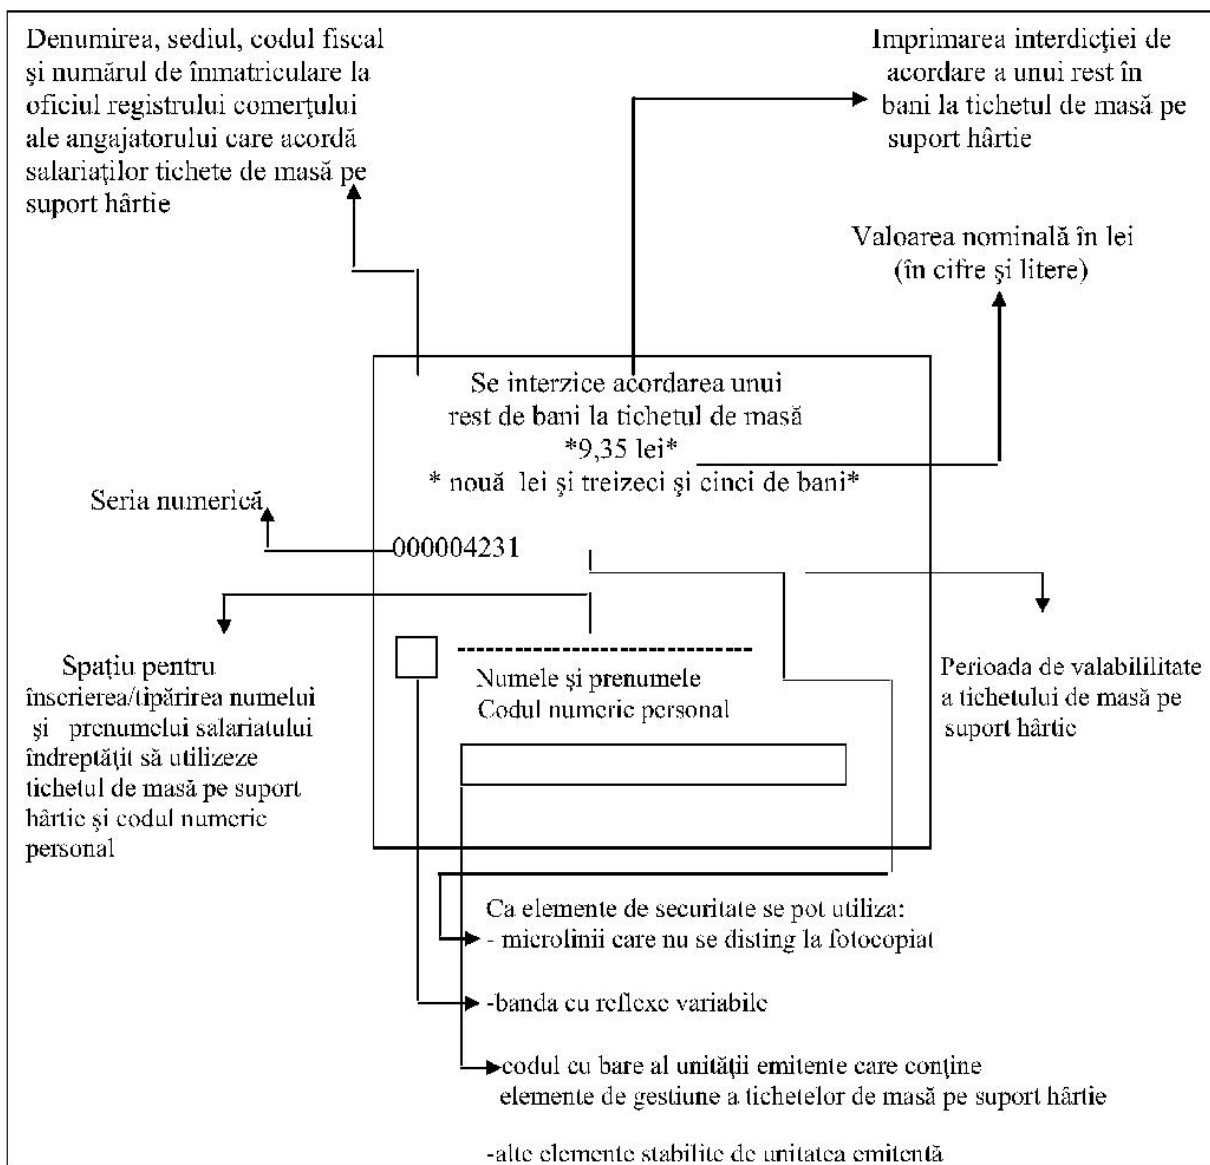 Denumirea, sediul, codul fiscal
și numărul de înmatriculare la
oficiul registrului comerţului
ale angajatorului care acordă
salariaţilor tichete de masă pe
suport hârtie
Imprimarea interdicţiei de
acordare a unui rest în
bani la tichetul de masă pe
suport hârtie
Valoarea nominală în lei
(în cifre şi litere)
Se interzice acordarea unui
rest de bani la tichetul de masă
*9,35 lei*
* nouă lei şi treizeci şi cinci de bani*
Seria numerică
000004231
Spaţiu pentru
înscrierea/tipărirea numelui
şi prenumelui salariatului
îndreptăţit să utilizeze
tichetul de masă pe suport
hârtie şi codul numeric
personal
Numele şi prenumele
Codul numeric personal
Perioada de valabililitate
a tichetului de masă pe
suport hârtie
Ca elemente de securitate se pot utiliza:
- microlinii care nu se disting la fotocopiat
-banda cu reflexe variabile
codul cu bare al unităţii emitente care conţine
elemente de gestiune a tichetelor de masă pe suport hârtie
-alte elemente stabilite de unitatea emitentă